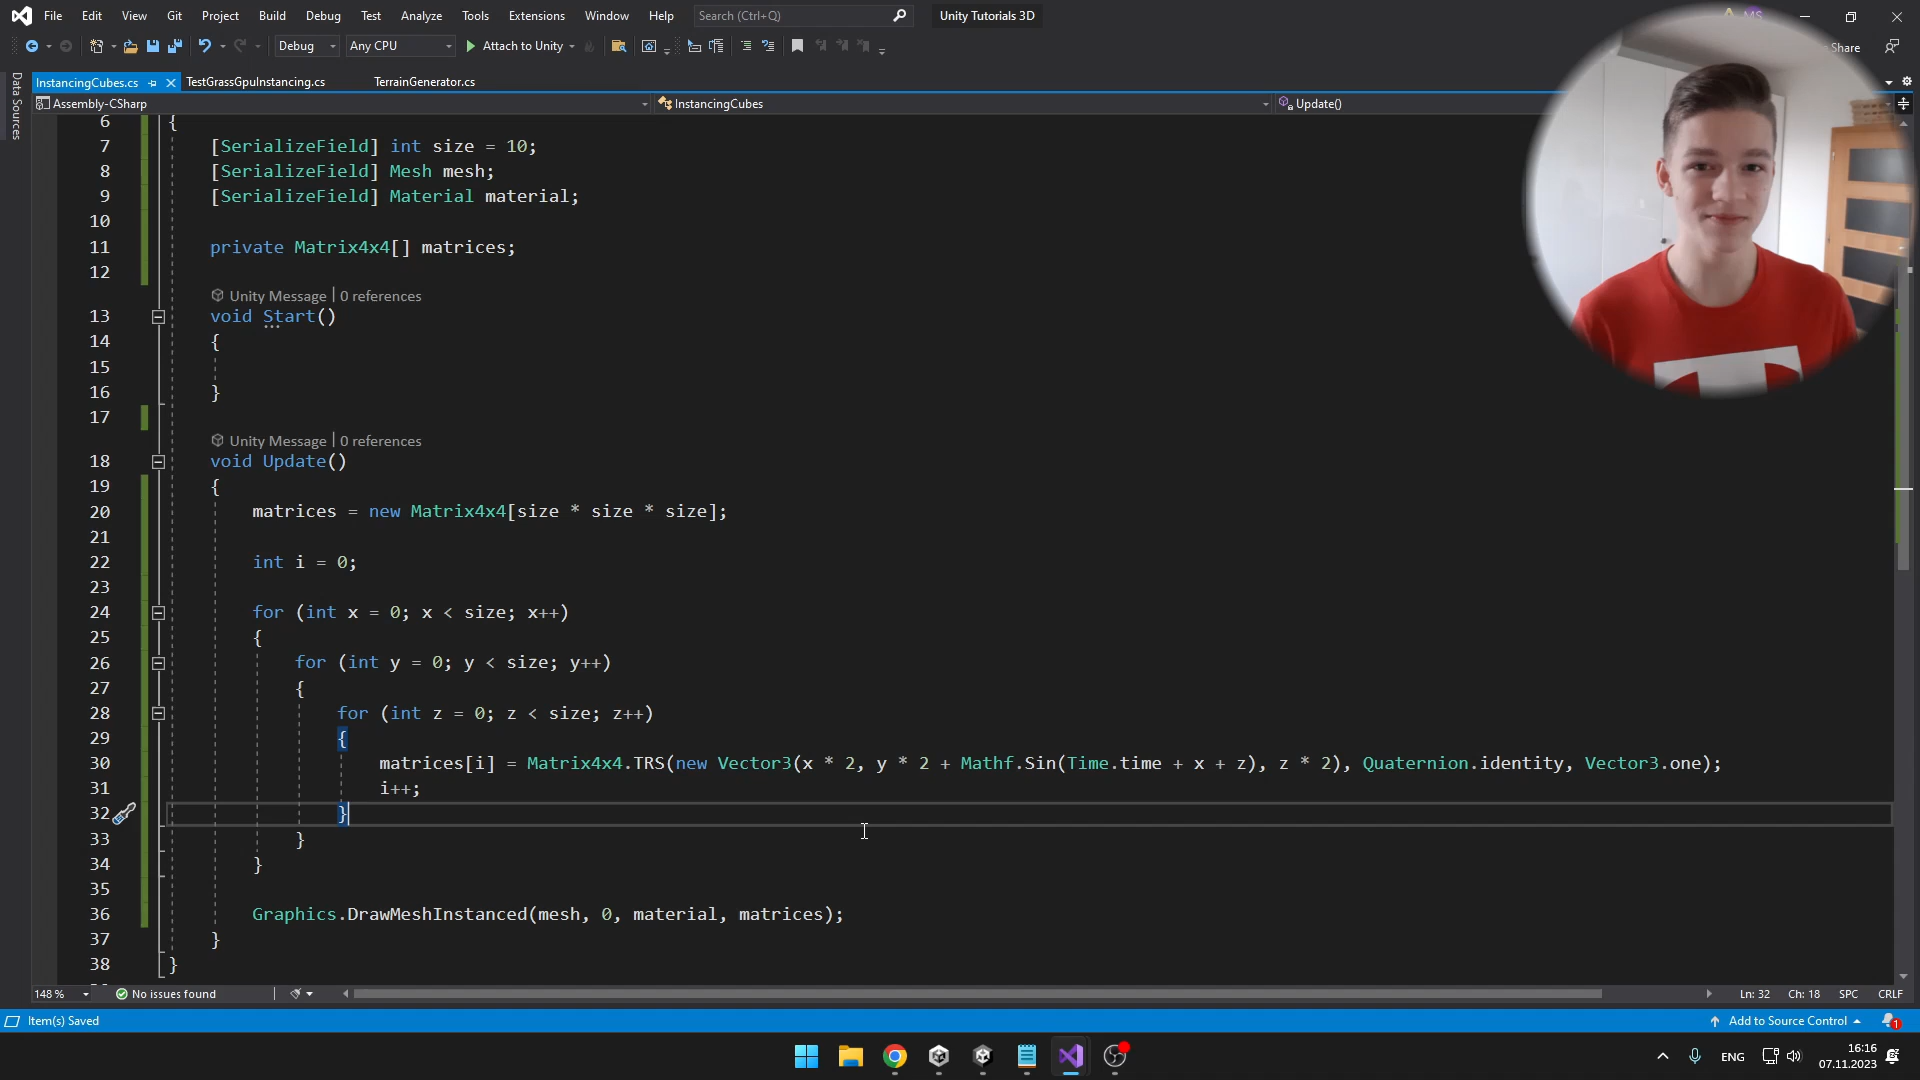 File Edit View Git Project Build Debug Test Analyze Tools Extensions Window Help Search (Ctrl+Q) Unity Tutorials 3D MS
Debug Any CPU Attach to Unity Share
InstancingCubes.cs TestGrassGpuInstancing.cs TerrainGenerator.cs
Data Sources
Assembly-CSharp InstancingCubes Update()
6 {
7 [SerializeField] int size = 10;
8 [SerializeField] Mesh mesh;
9 [SerializeField] Material material;
10
11 private Matrix4x4[] matrices;
12
Unity Message | 0 references
13 void Start()
14 {
15
16 }
17
Unity Message | 0 references
18 void Update()
19 {
20 matrices = new Matrix4x4[size * size * size];
21
22 int i = 0;
23
24 for (int x = 0; x < size; x++)
25 {
26 for (int y = 0; y < size; y++)
27 {
28 for (int z = 0; z < size; z++)
29 {
30 matrices[i] = Matrix4x4.TRS(new Vector3(x * 2, y * 2 + Mathf.Sin(Time.time + x + z), z * 2), Quaternion.identity, Vector3.one);
31 i++;
32 }
33 }
34 }
35
36 Graphics.DrawMeshInstanced(mesh, 0, material, matrices);
37 }
38 }
148 % No issues found Ln: 32 Ch: 18 SPC CRLF
Item(s) Saved Add to Source Control 1
ENG 16:16
07.11.2023